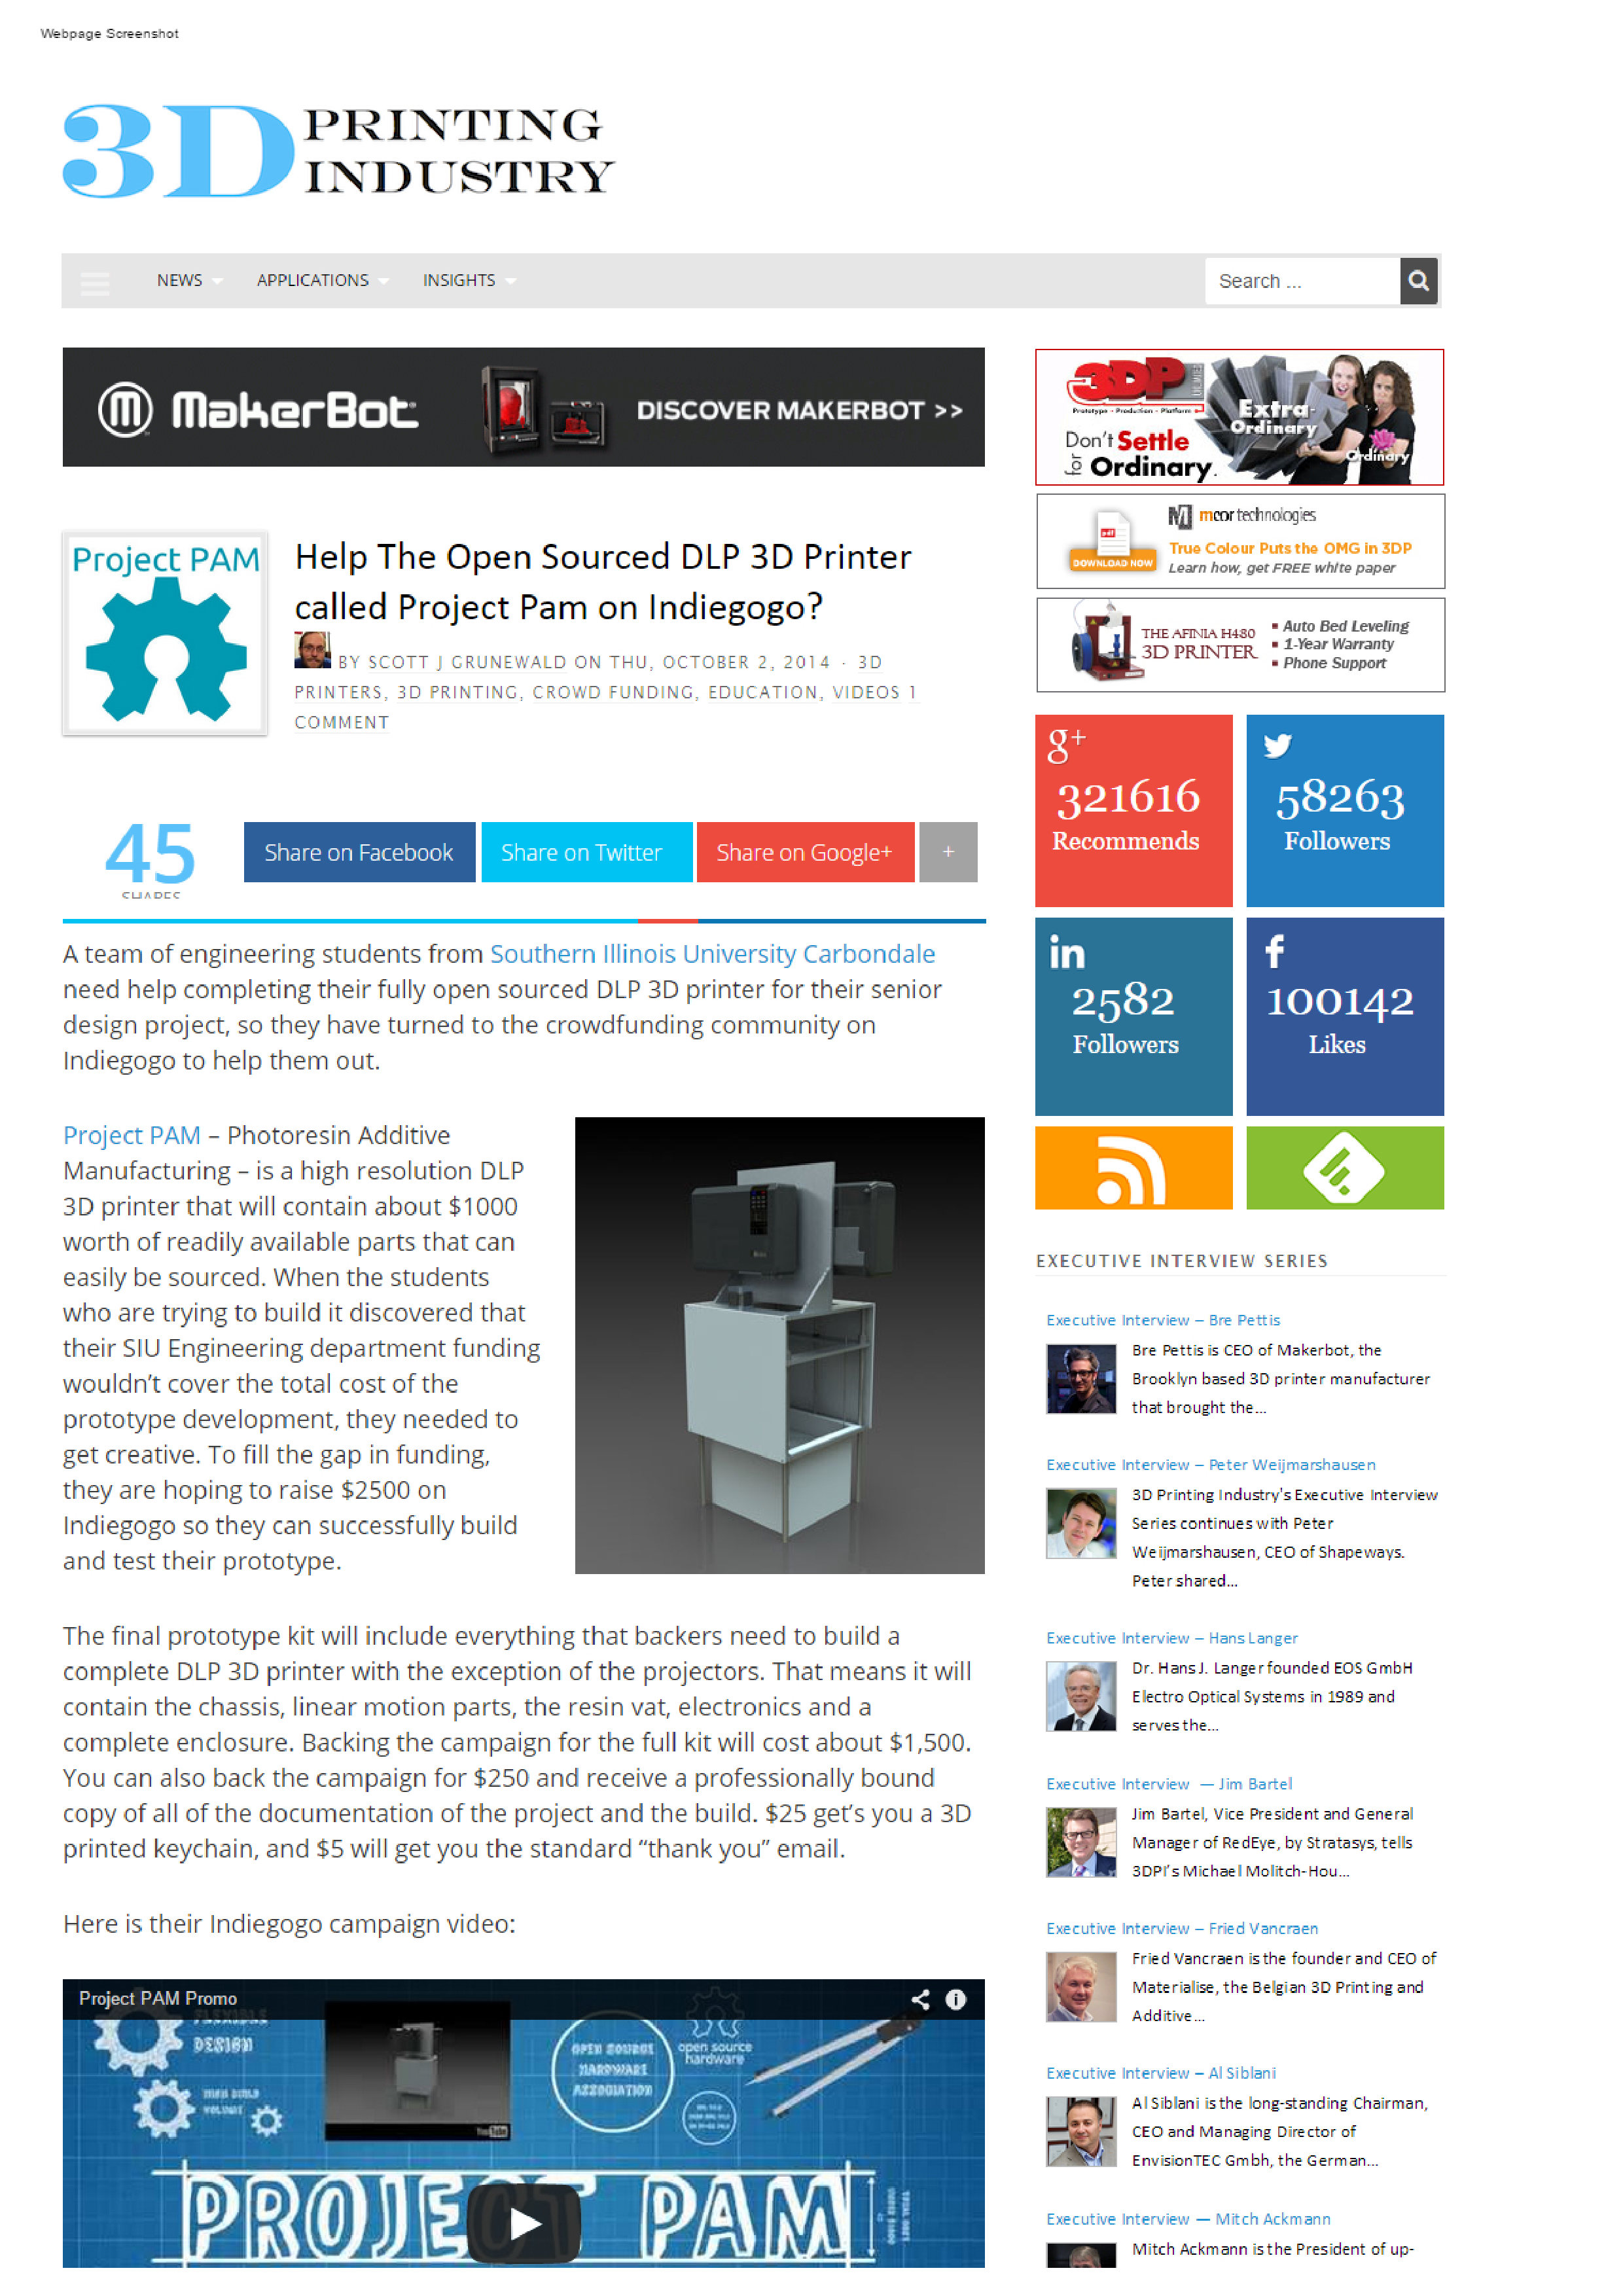 Webpage Screenshot
3D PRINTING
INDUSTRY
NEWS APPLICATIONS INSIGHTS Search ...
MakerBot DISCOVER MAKERBOT >>
3DP UNLIMITED
Prototype - Production - Platform
Don't Settle
for Ordinary.
Extra-
Ordinary
Ordinary
mcor technologies
True Colour Puts the OMG in 3DP
Learn how, get FREE white paper
pdf
DOWNLOAD NOW
THE AFINIA H480
3D PRINTER
Auto Bed Leveling
1-Year Warranty
Phone Support
Project PAM
Help The Open Sourced DLP 3D Printer
called Project Pam on Indiegogo?
BY SCOTT J GRUNEWALD ON THU, OCTOBER 2, 2014 · 3D
PRINTERS, 3D PRINTING, CROWD FUNDING, EDUCATION, VIDEOS 1
COMMENT
45
SHARES
Share on Facebook Share on Twitter Share on Google+ +
A team of engineering students from Southern Illinois University Carbondale
need help completing their fully open sourced DLP 3D printer for their senior
design project, so they have turned to the crowdfunding community on
Indiegogo to help them out.
Project PAM – Photoresin Additive
Manufacturing – is a high resolution DLP
3D printer that will contain about $1000
worth of readily available parts that can
easily be sourced. When the students
who are trying to build it discovered that
their SIU Engineering department funding
wouldn't cover the total cost of the
prototype development, they needed to
get creative. To fill the gap in funding,
they are hoping to raise $2500 on
Indiegogo so they can successfully build
and test their prototype.
The final prototype kit will include everything that backers need to build a
complete DLP 3D printer with the exception of the projectors. That means it will
contain the chassis, linear motion parts, the resin vat, electronics and a
complete enclosure. Backing the campaign for the full kit will cost about $1,500.
You can also back the campaign for $250 and receive a professionally bound
copy of all of the documentation of the project and the build. $25 get's you a 3D
printed keychain, and $5 will get you the standard “thank you” email.
Here is their Indiegogo campaign video:
Project PAM Promo
FLEXIBLE
DESIGN
OPEN SOURCE
HARDWARE
ASSOCIATION
open source
hardware
YouTube
PROJECT PAM
g+
321616
Recommends
58263
Followers
in
2582
Followers
f
100142
Likes
EXECUTIVE INTERVIEW SERIES
Executive Interview – Bre Pettis
Bre Pettis is CEO of Makerbot, the
Brooklyn based 3D printer manufacturer
that brought the...
Executive Interview – Peter Weijmarshausen
3D Printing Industry's Executive Interview
Series continues with Peter
Weijmarshausen, CEO of Shapeways.
Peter shared...
Executive Interview – Hans Langer
Dr. Hans J. Langer founded EOS GmbH
Electro Optical Systems in 1989 and
serves the...
Executive Interview — Jim Bartel
Jim Bartel, Vice President and General
Manager of RedEye, by Stratasys, tells
3DPI's Michael Molitch-Hou...
Executive Interview – Fried Vancraen
Fried Vancraen is the founder and CEO of
Materialise, the Belgian 3D Printing and
Additive...
Executive Interview – Al Siblani
Al Siblani is the long-standing Chairman,
CEO and Managing Director of
EnvisionTEC Gmbh, the German...
Executive Interview — Mitch Ackmann
Mitch Ackmann is the President of up-